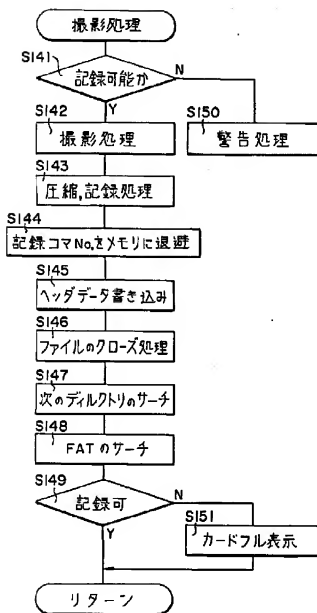 撮影処理
S141
記録可能か
N
Y
S142
撮影処理
S150
警告処理
S143
圧縮,記録処理
S144
記録コマNo.をメモリに退避
S145
ヘッダデータ書き込み
S146
ファイルのクローズ処理
S147
次のディルクトリのサーチ
S148
FATのサーチ
S149
記録可
N
Y
S151
カードフル表示
リターン